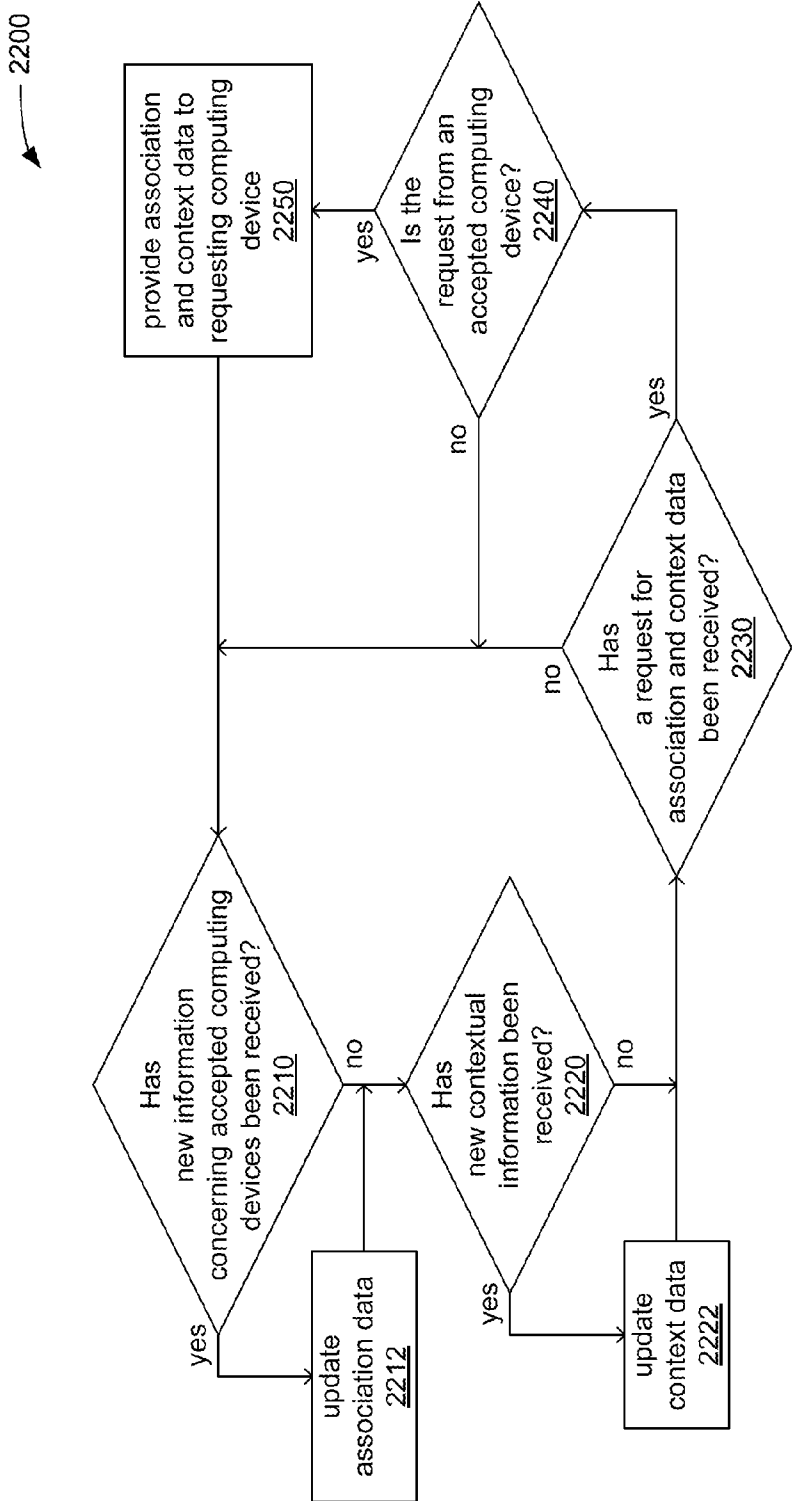 2200
Has
new information
concerning accepted computing
devices been received?
2210
yes
no
update
association data
2212
Has
new contextual
information been
received?
2220
yes
no
update
context data
2222
Has
a request for
association and context data
been received?
2230
no
yes
Is the
request from an
accepted computing
device?
2240
no
yes
provide association
and context data to
requesting computing
device
2250